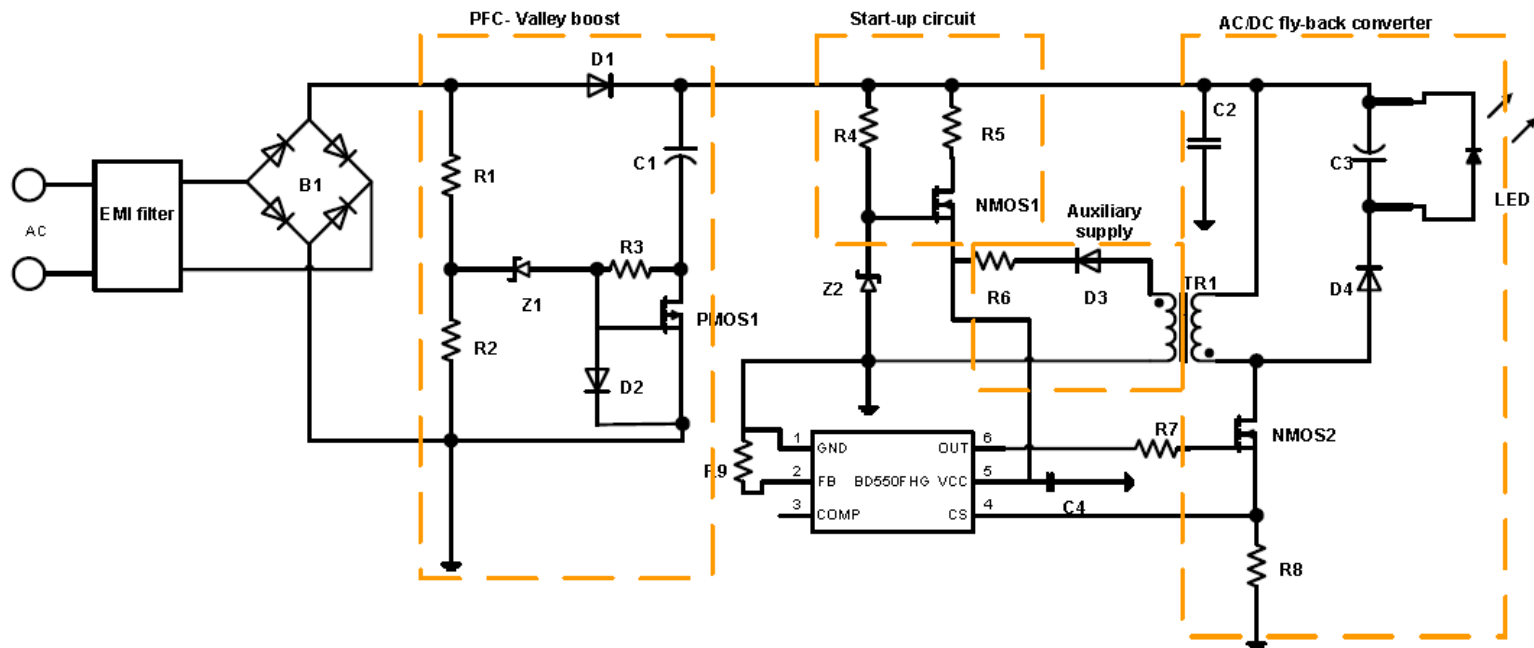 PFC- Valley boost
Start-up circuit
AC/DC fly-back converter
D1
C2
R4
R5
C1
C3
R1
B1
EMI filter
NMOS1
LED
Auxiliary
supply
AC
R3
Z1
Z2
R6
D3
TR1
D4
PMOS1
R2
D2
R7
NMOS2
1
GND
OUT
6
R9
2
FB
BD550FHG
VCC
5
C4
3
COMP
CS
4
R8